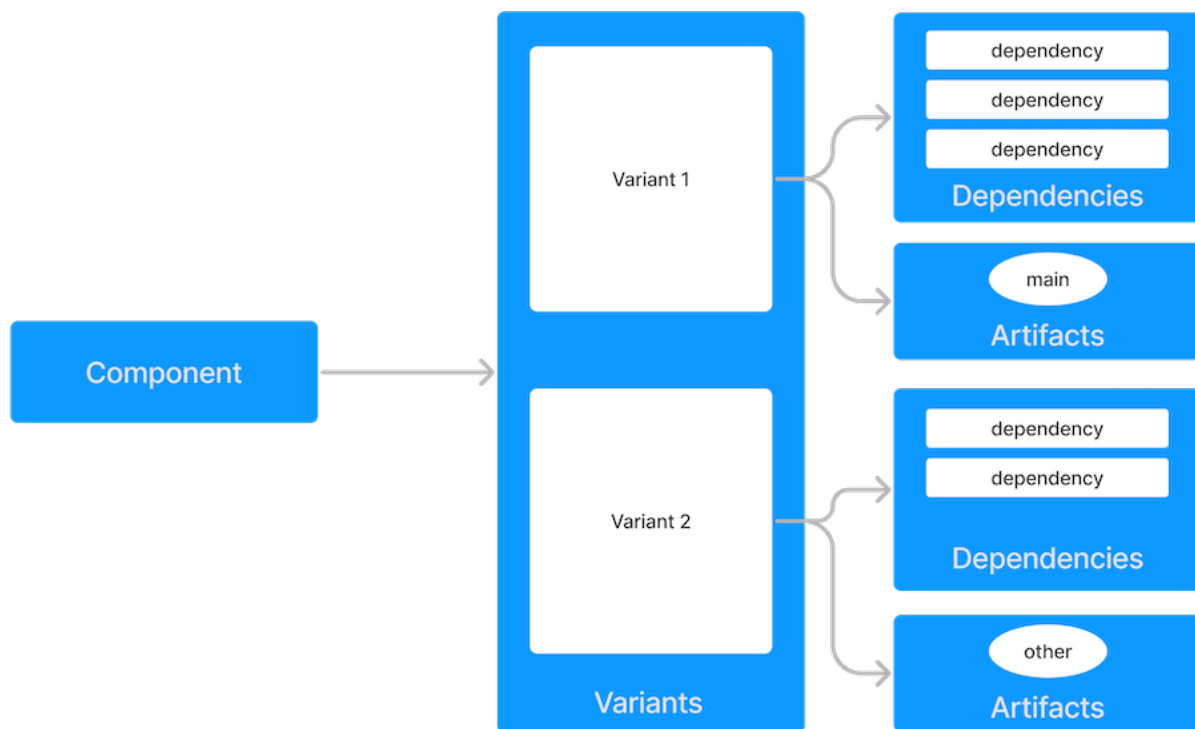 Component
Variant 1
Variant 2
Variants
dependency
dependency
dependency
Dependencies
main
Artifacts
dependency
dependency
Dependencies
other
Artifacts